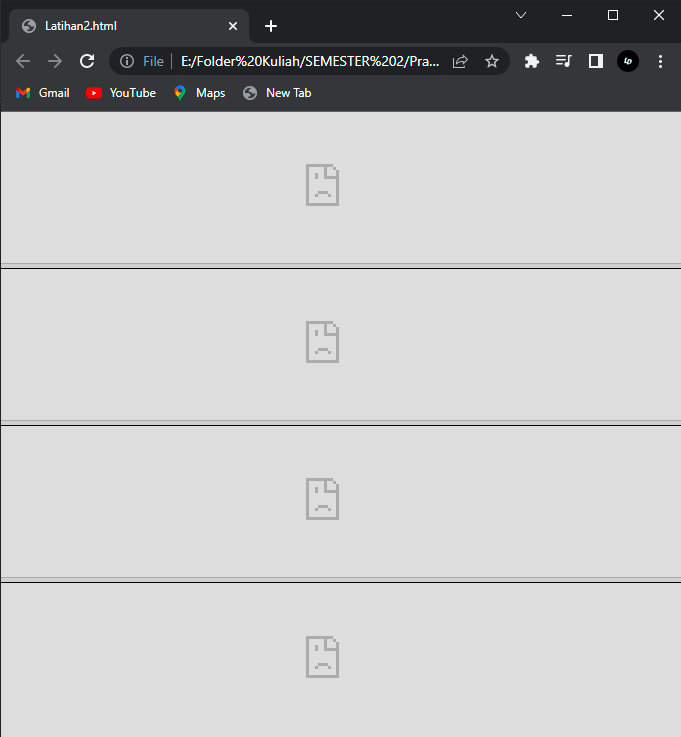 Latihan2.html
File E:/Folder%20Kuliah/SEMESTER%202/Pra...
Gmail YouTube Maps New Tab